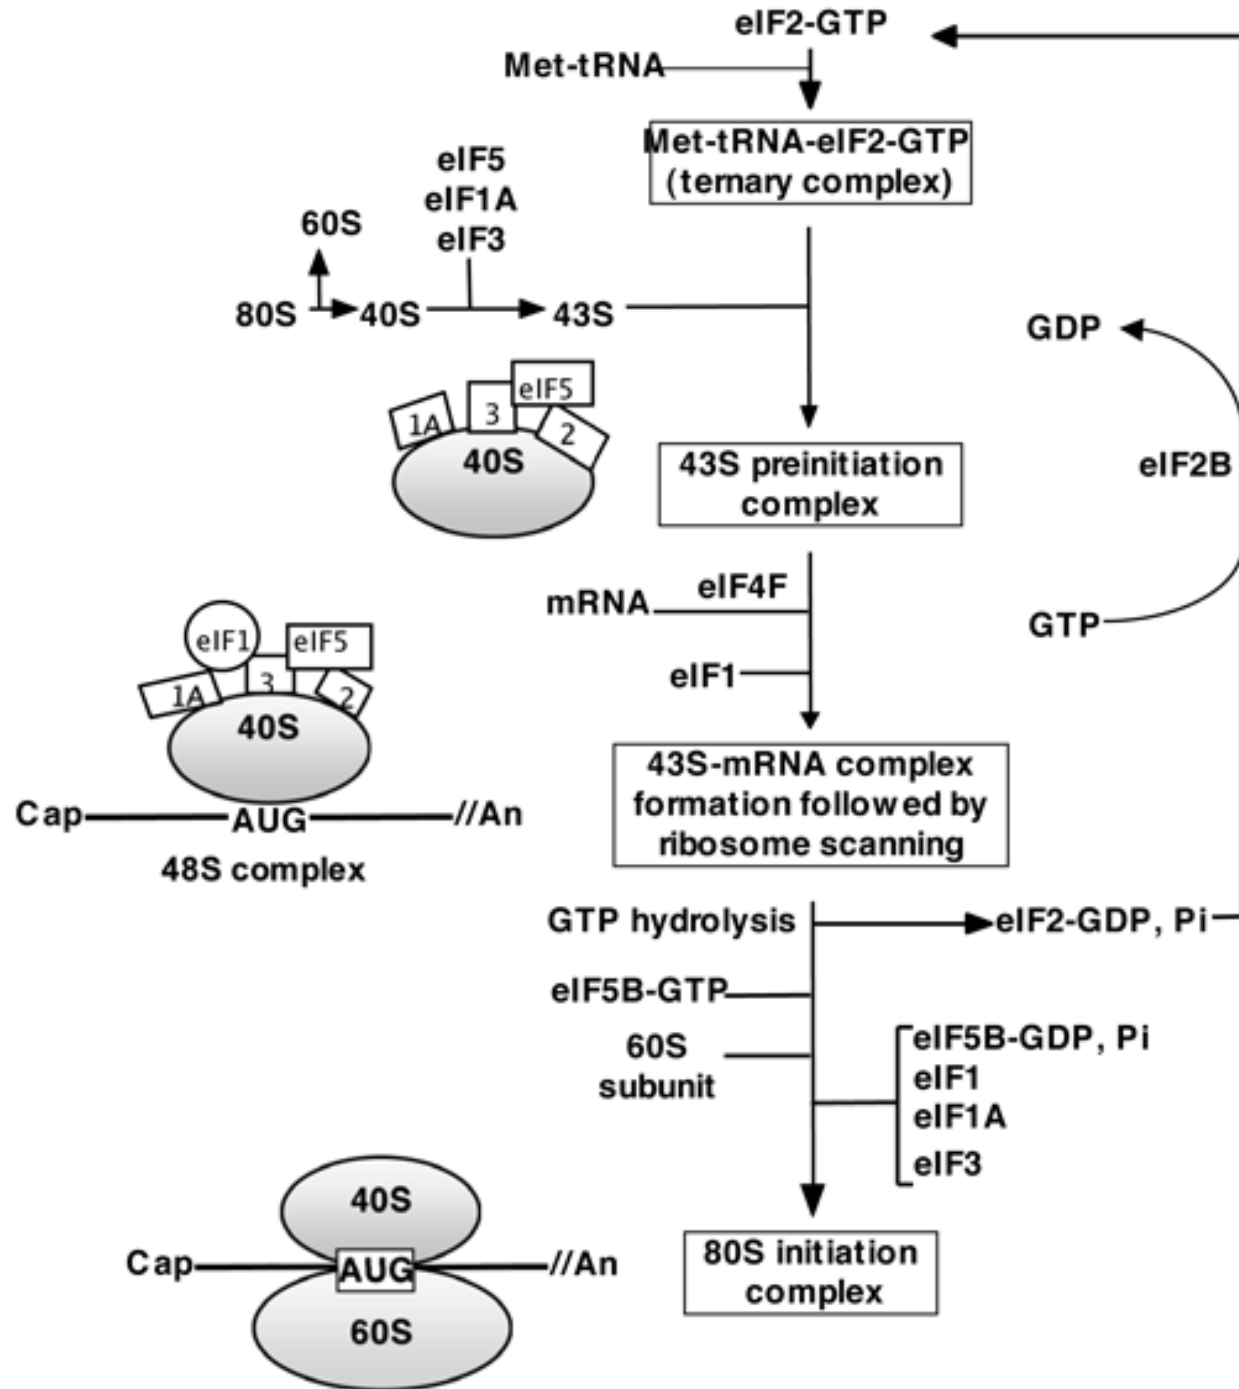 eIF2-GTP
Met-tRNA
Met-tRNA-eIF2-GTP
(ternary complex)
eIF5
eIF1A
eIF3
60S
80S
40S
43S
GDP
eIF5
1A
3
2
40S
43S preinitiation
complex
eIF2B
eIF4F
mRNA
GTP
eIF1
eIF1
eIF5
1A
3
2
40S
43S-mRNA complex
formation followed by
ribosome scanning
Cap
AUG
//An
48S complex
GTP hydrolysis
eIF2-GDP, Pi
eIF5B-GTP
60S
subunit
eIF5B-GDP, Pi
eIF1
eIF1A
eIF3
40S
Cap
AUG
//An
60S
80S initiation
complex